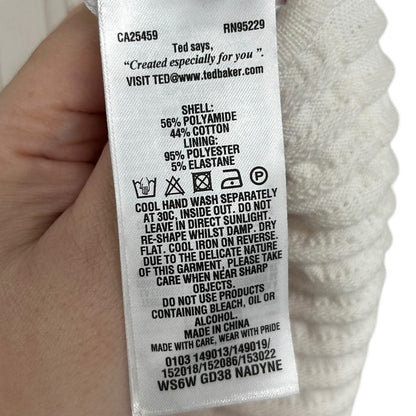 CA25459 RN95229
Ted says,
"Created especially for you".
VISIT TED@www.tedbaker.com
SHELL:
56% POLYAMIDE
44% COTTON
LINING:
95% POLYESTER
5% ELASTANE
COOL HAND WASH SEPARATELY
AT 30C, INSIDE OUT. DO NOT
LEAVE IN DIRECT SUNLIGHT.
RE-SHAPE WHILST DAMP. DRY
FLAT. COOL IRON ON REVERSE.
DUE TO THE DELICATE NATURE
OF THIS GARMENT, PLEASE TAKE
CARE WHEN NEAR SHARP
OBJECTS.
DO NOT USE PRODUCTS
CONTAINING BLEACH, OIL OR
ALCOHOL.
MADE IN CHINA
MADE WITH CARE, WEAR WITH PRIDE
0103 149013/149019/
152018/152086/153022
WS6W GD38 NADYNE